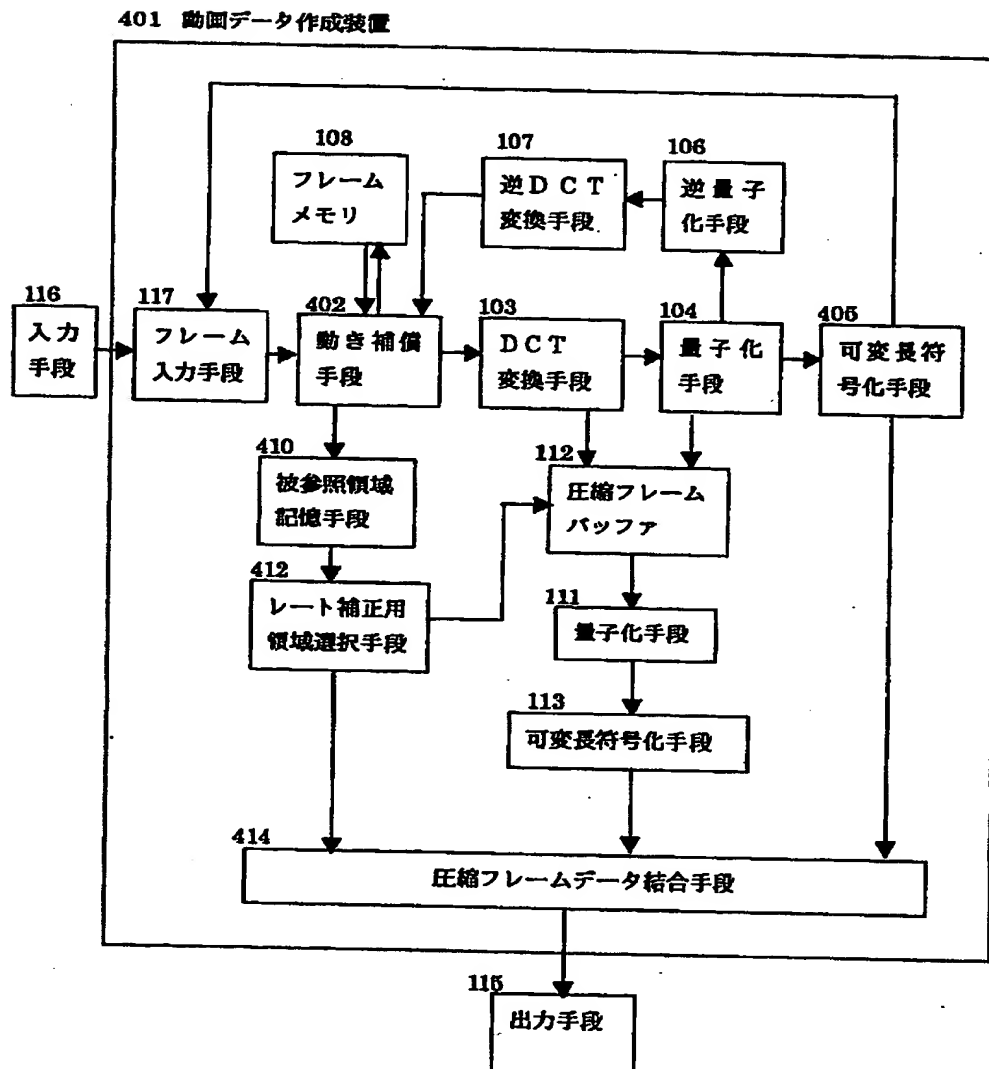 401 動画データ作成装置
108
フレーム
メモリ
107
逆DCT
変換手段
106
逆量子
化手段
116
入力
手段
117
フレーム
入力手段
402
動き補償
手段
103
DCT
変換手段
104
量子化
手段
405
可変長符
号化手段
410
被参照領域
記憶手段
112
圧縮フレーム
バッファ
412
レート補正用
領域選択手段
111
量子化手段
113
可変長符号化手段
414
圧縮フレームデータ結合手段
115
出力手段